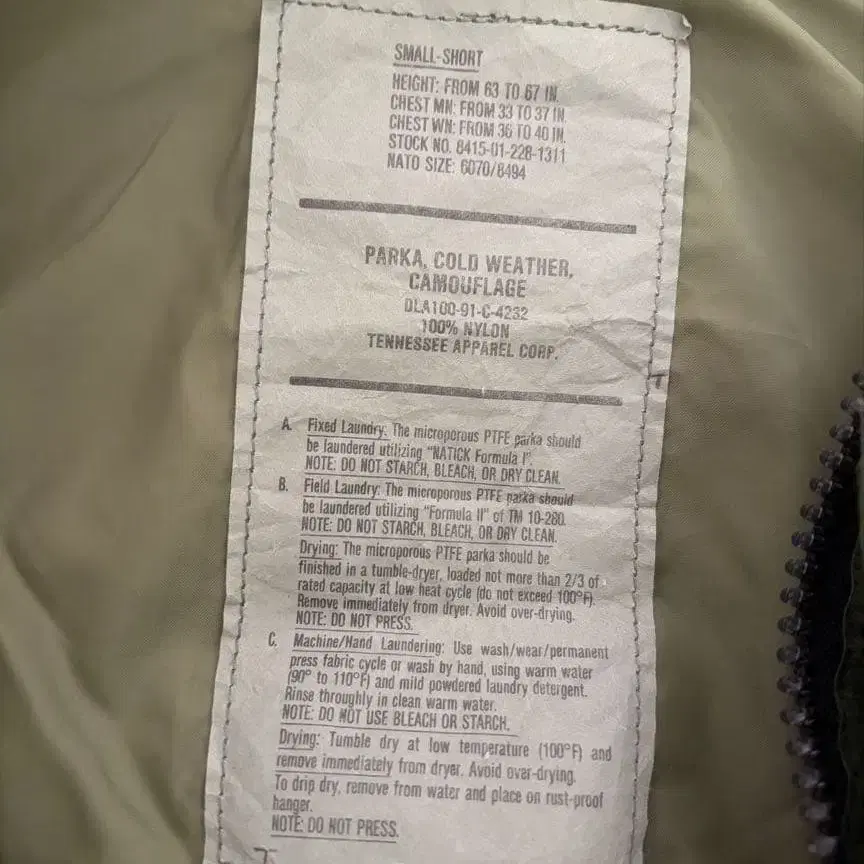 SMALL-SHORT
HEIGHT: FROM 63 TO 67 IN.
CHEST MN: FROM 33 TO 37 IN.
CHEST WN: FROM 36 TO 40 IN.
STOCK NO. 8415-01-228-1311
NATO SIZE: 6070/8494
PARKA, COLD WEATHER,
CAMOUFLAGE
DLA100-91-C-4232
100% NYLON
TENNESSEE APPAREL CORP.
A. Fixed Laundry: The microporous PTFE parka should
be laundered utilizing "NATICK Formula I".
NOTE: DO NOT STARCH, BLEACH, OR DRY CLEAN.
B. Field Laundry: The microporous PTFE parka should
be laundered utilizing "Formula II" of TM 10-280.
NOTE: DO NOT STARCH, BLEACH, OR DRY CLEAN.
Drying: The microporous PTFE parka should be
finished in a tumble-dryer, loaded not more than 2/3 of
rated capacity at low heat cycle (do not exceed 100°F).
Remove immediately from dryer. Avoid over-drying.
NOTE: DO NOT PRESS.
C. Machine/Hand Laundering: Use wash/wear/permanent
press fabric cycle or wash by hand, using warm water
(90° to 110°F) and mild powdered laundry detergent.
Rinse throughly in clean warm water.
NOTE: DO NOT USE BLEACH OR STARCH.
Drying: Tumble dry at low temperature (100°F) and
remove immediately from dryer. Avoid over-drying.
To drip dry, remove from water and place on rust-proof
hanger.
NOTE: DO NOT PRESS.